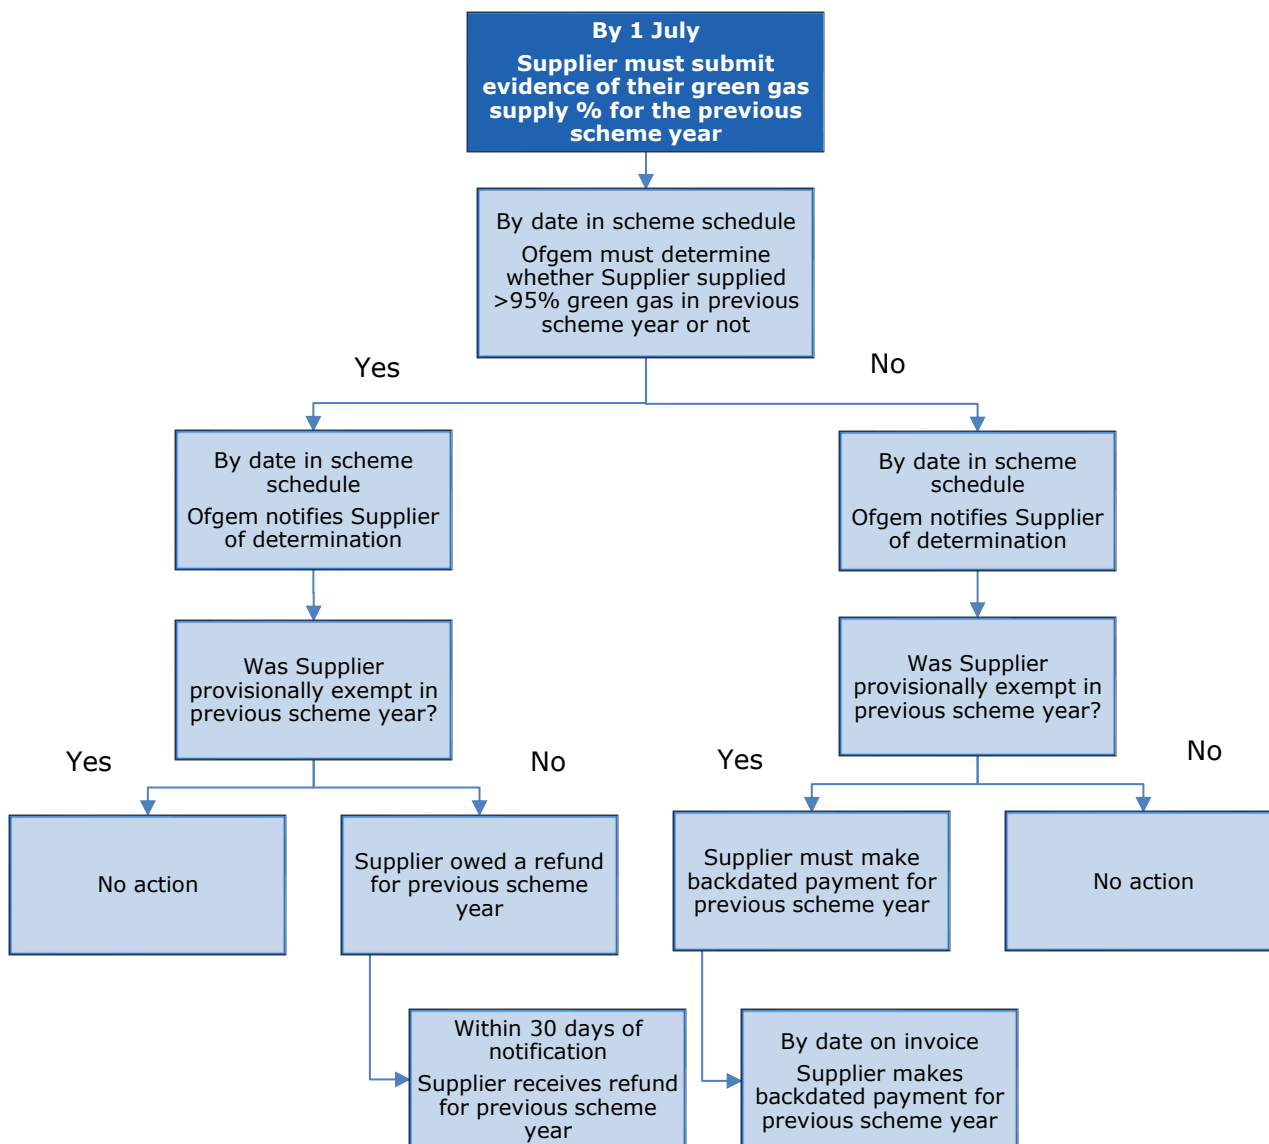 By 1 July
Supplier must submit
evidence of their green gas
supply % for the previous
scheme year
By date in scheme schedule
Ofgem must determine
whether Supplier supplied
>95% green gas in previous
scheme year or not
Yes
No
By date in scheme
schedule
Ofgem notifies Supplier
of determination
By date in scheme
schedule
Ofgem notifies Supplier
of determination
Was Supplier
provisionally exempt in
previous scheme year?
Was Supplier
provisionally exempt in
previous scheme year?
Yes
No
Yes
No
No action
Supplier owed a refund
for previous scheme
year
Supplier must make
backdated payment for
previous scheme year
No action
Within 30 days of
notification
Supplier receives refund
for previous scheme
year
By date on invoice
Supplier makes
backdated payment for
previous scheme year